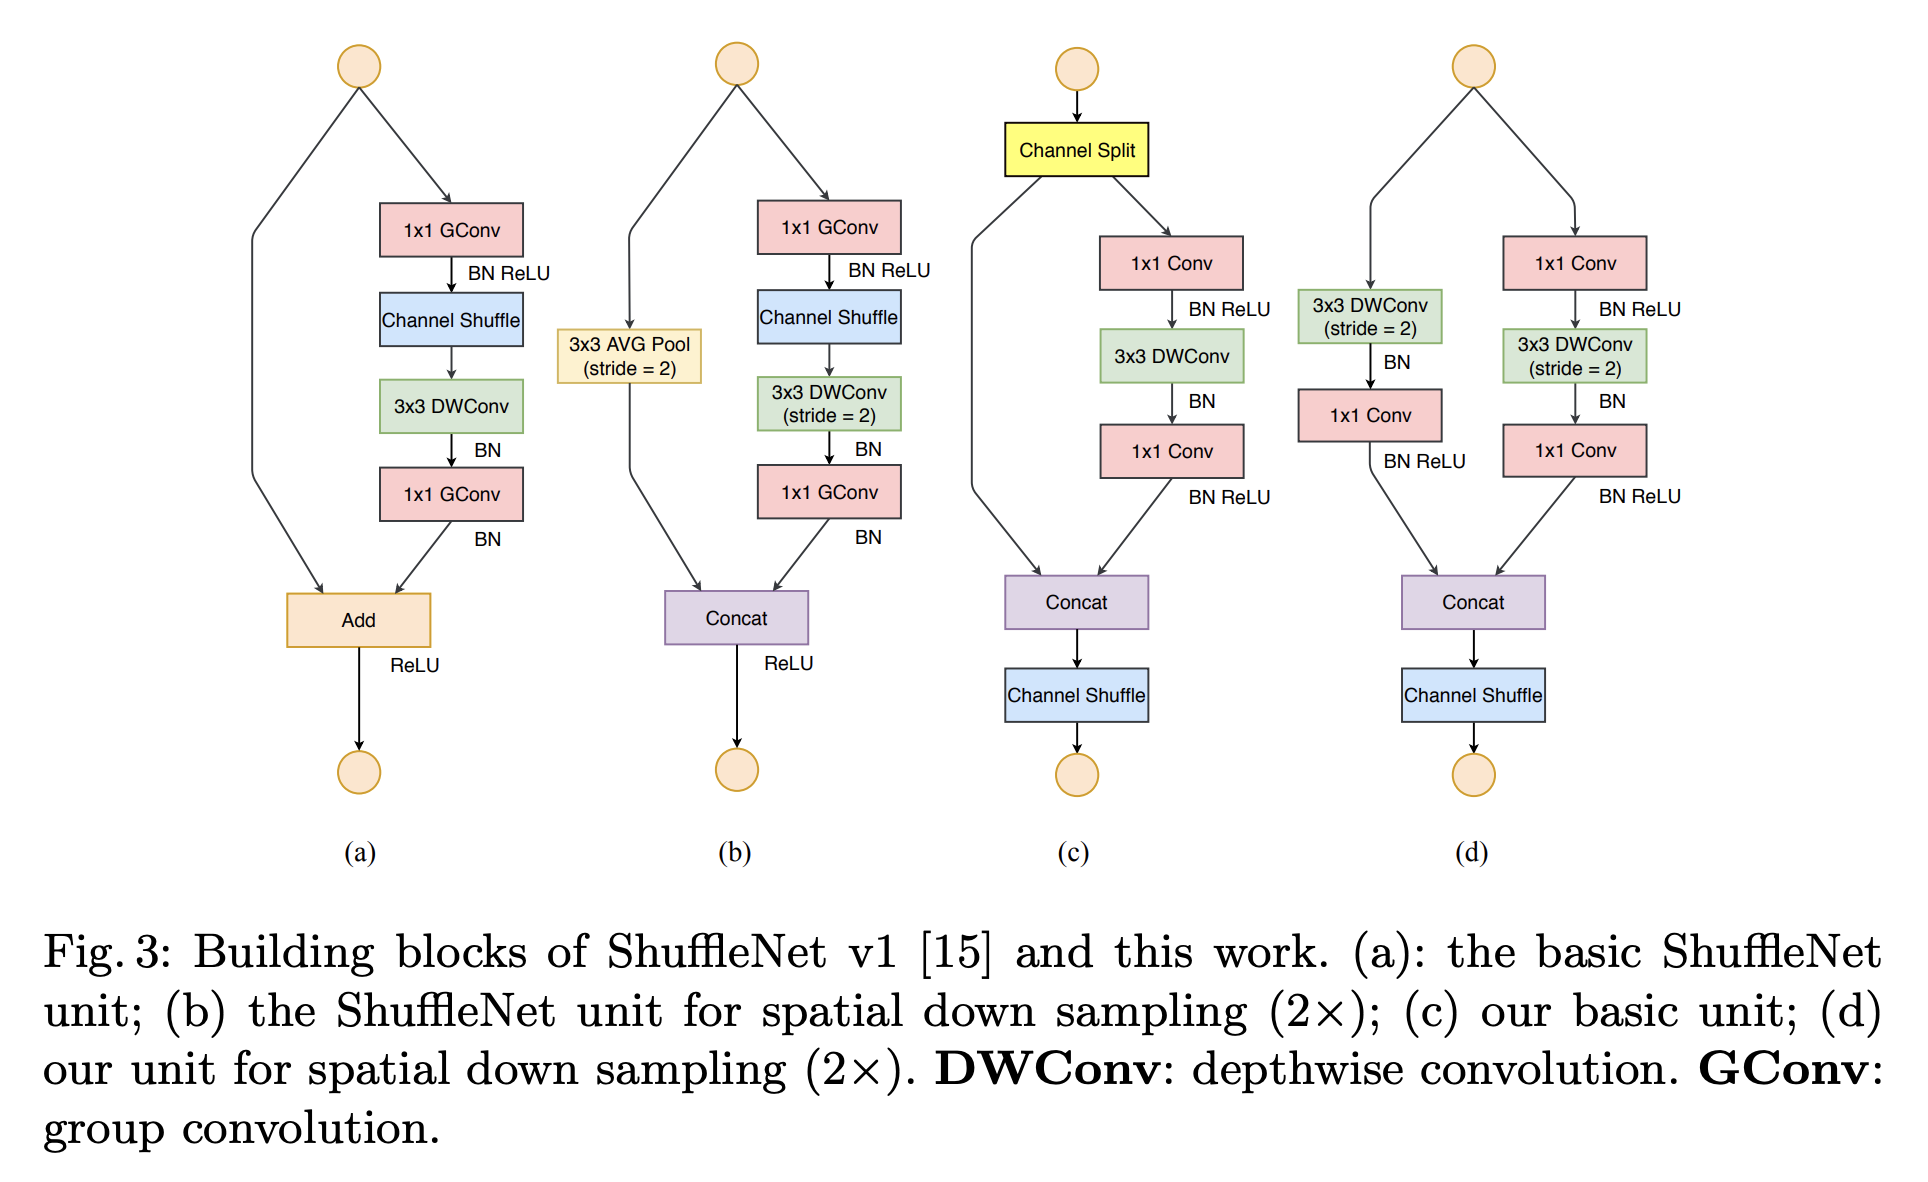 1x1 GConv
BN ReLU
Channel Shuffle
3x3 DWConv
BN
1x1 GConv
BN
Add
ReLU
(a)
1x1 GConv
BN ReLU
Channel Shuffle
3x3 AVG Pool
(stride = 2)
3x3 DWConv
(stride = 2)
BN
1x1 GConv
BN
Concat
ReLU
(b)
Channel Split
1x1 Conv
BN ReLU
3x3 DWConv
BN
1x1 Conv
BN ReLU
Concat
Channel Shuffle
(c)
3x3 DWConv
(stride = 2)
BN
1x1 Conv
BN ReLU
1x1 Conv
BN ReLU
3x3 DWConv
(stride = 2)
BN
1x1 Conv
BN ReLU
Concat
Channel Shuffle
(d)
Fig. 3: Building blocks of ShuffleNet v1 [15] and this work. (a): the basic ShuffleNet
unit; (b) the ShuffleNet unit for spatial down sampling (2×); (c) our basic unit; (d)
our unit for spatial down sampling (2×). DWConv: depthwise convolution. GConv:
group convolution.